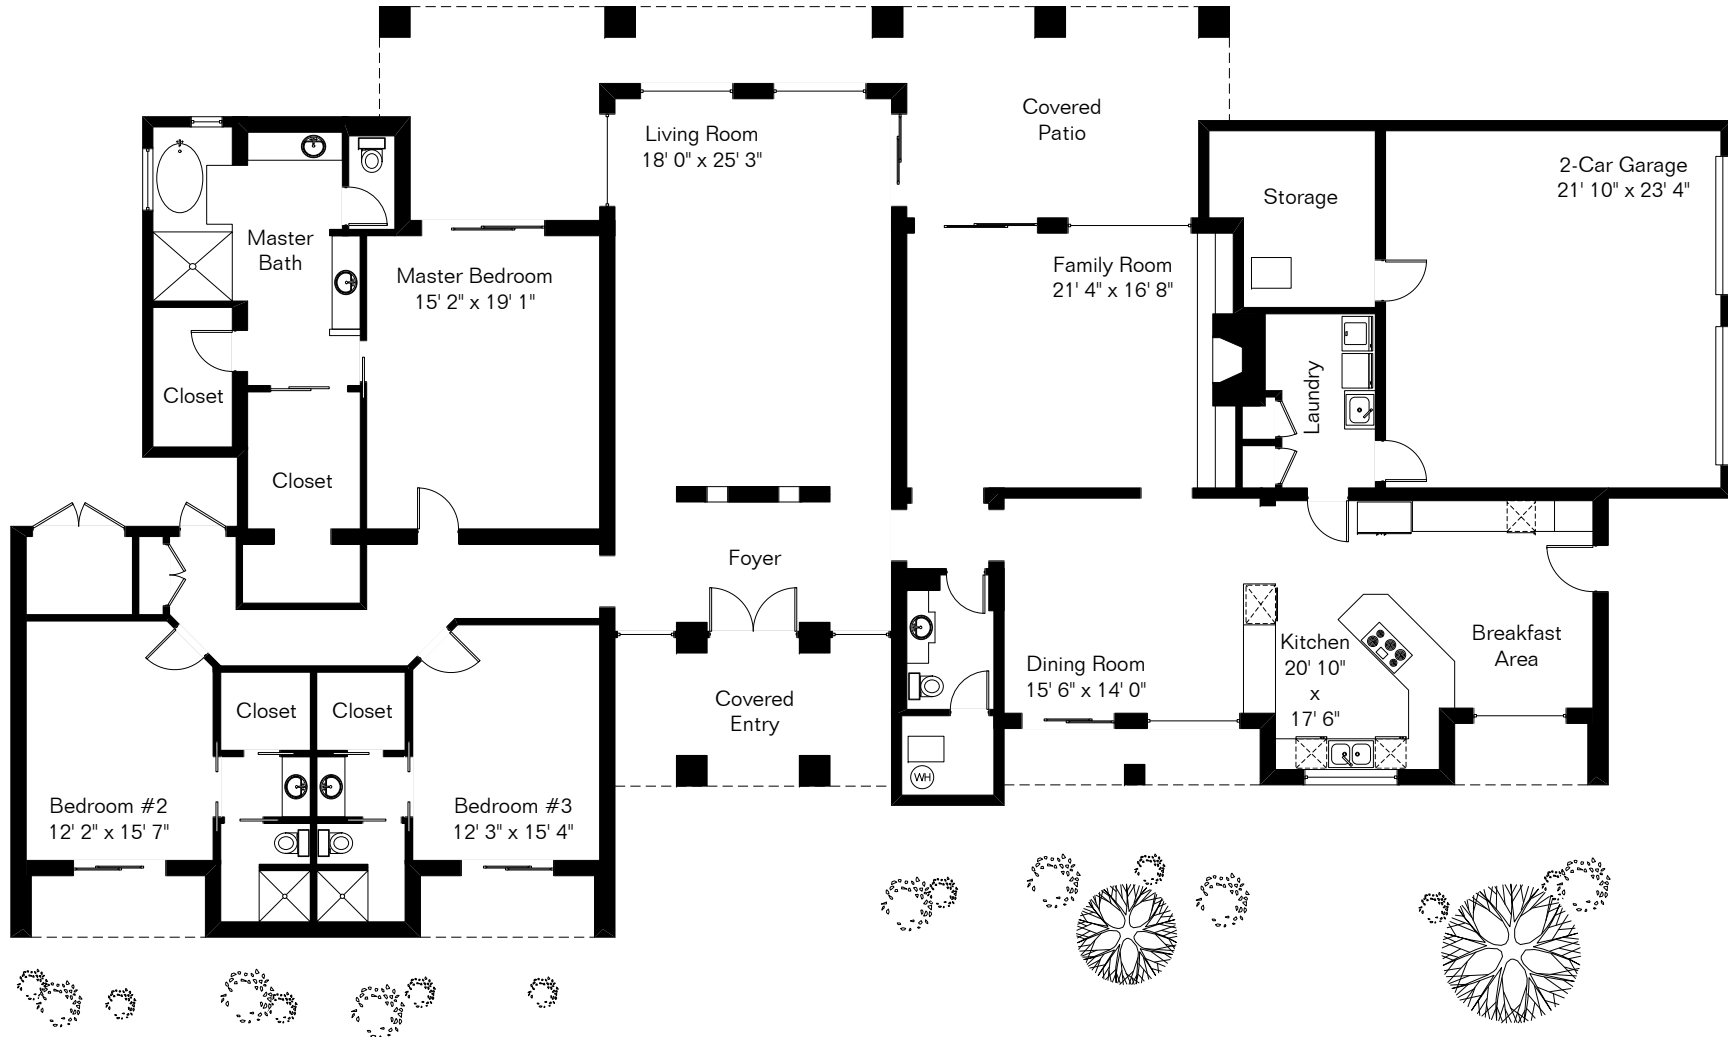 Covered
Patio
Living Room
18' 0" x 25' 3"
2-Car Garage
21' 10" x 23' 4"
Storage
Master
Bath
Master Bedroom
15' 2" x 19' 1"
Family Room
21' 4" x 16' 8"
Closet
Laundry
Closet
Foyer
Kitchen
20' 10"
x
17' 6"
Breakfast
Area
Dining Room
15' 6" x 14' 0"
Closet
Closet
Covered
Entry
WH
Bedroom #2
12' 2" x 15' 7"
Bedroom #3
12' 3" x 15' 4"